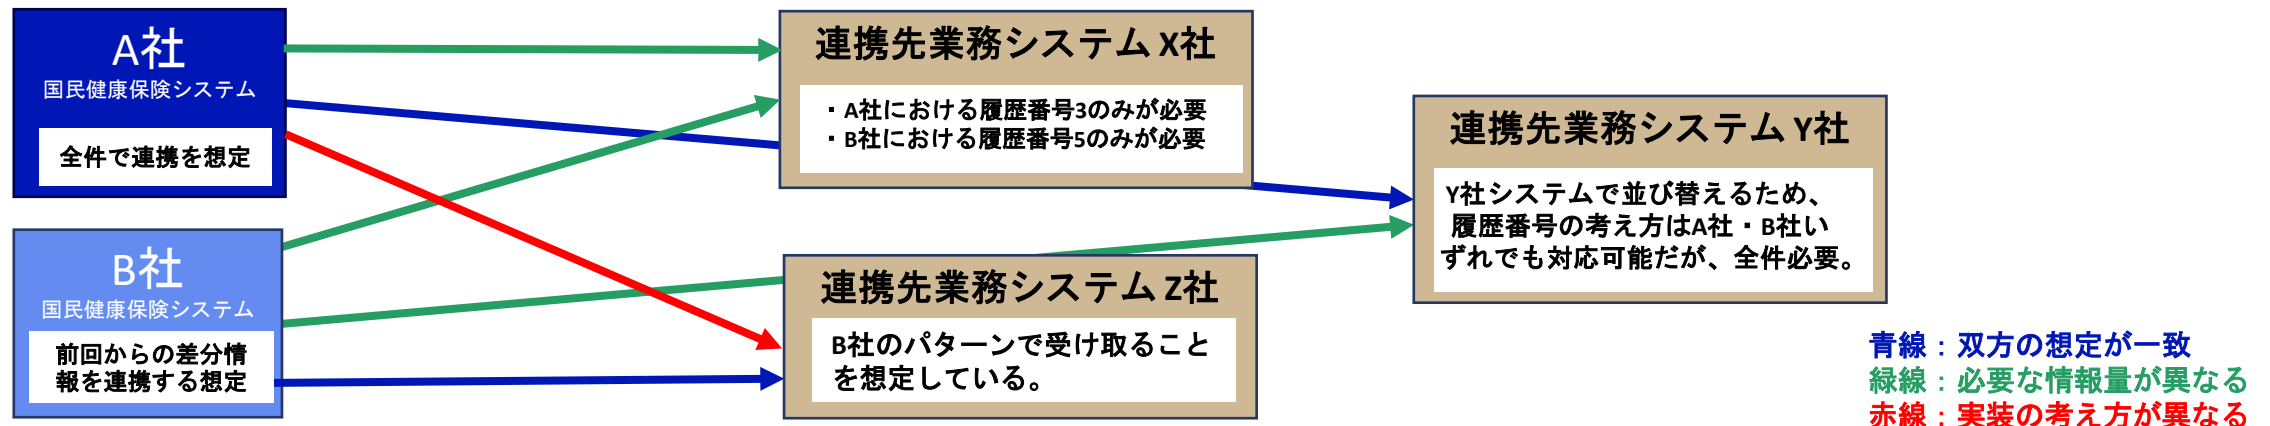 A社
国民健康保険システム
全件で連携を想定
B社
国民健康保険システム
前回からの差分情
報を連携する想定
連携先業務システム X社
・A社における履歴番号3のみが必要
・B社における履歴番号5のみが必要
連携先業務システム Z社
B社のパターンで受け取ること
を想定している。
連携先業務システム Y社
Y社システムで並び替えるため、
履歴番号の考え方はA社・B社い
ずれでも対応可能だが、全件必要。
青線：双方の想定が一致
緑線：必要な情報量が異なる
赤線：実装の考え方が異なる